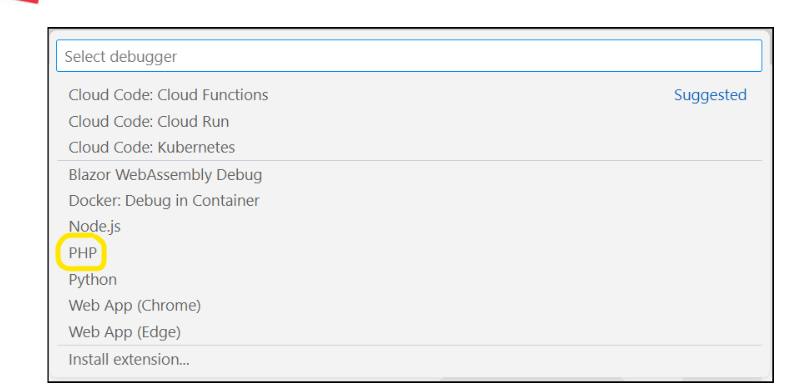 Select debugger
Cloud Code: Cloud Functions Suggested
Cloud Code: Cloud Run
Cloud Code: Kubernetes
Blazor WebAssembly Debug
Docker: Debug in Container
Node.js
PHP
Python
Web App (Chrome)
Web App (Edge)
Install extension...